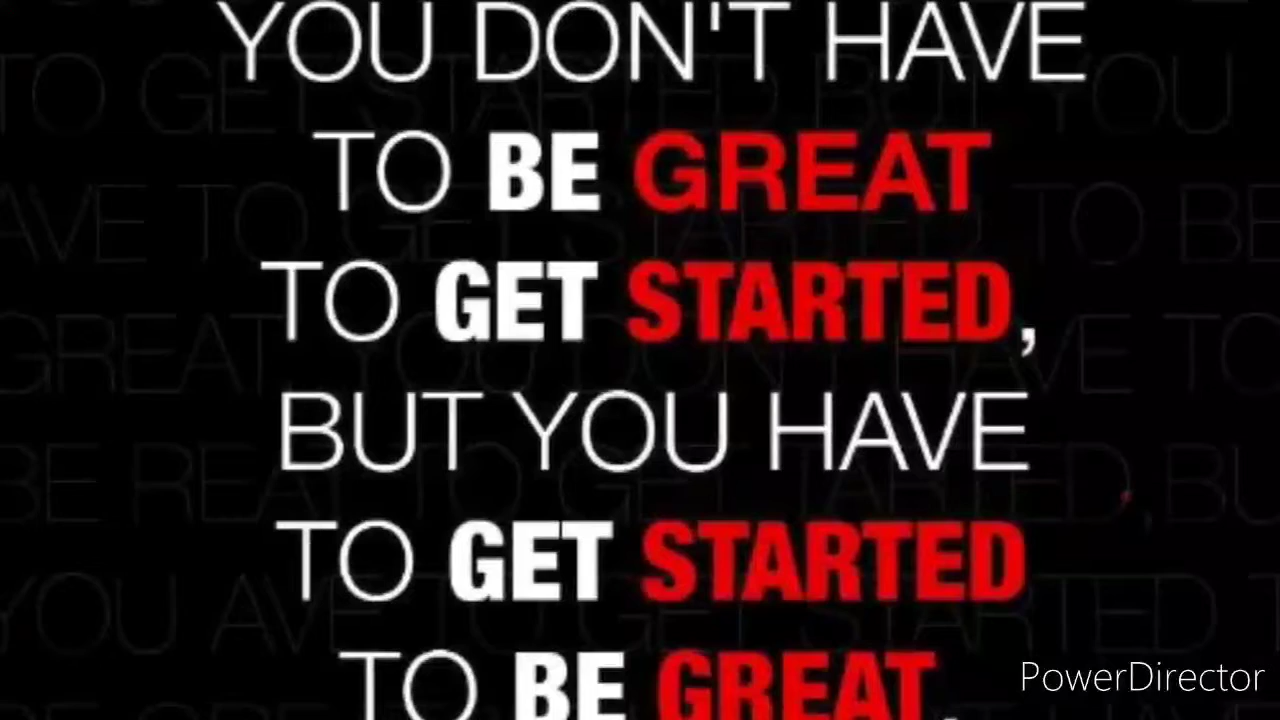 YOU DON'T HAVE
TO BE GREAT
TO GET STARTED,
BUT YOU HAVE
TO GET STARTED
TO BE GREAT.
PowerDirector